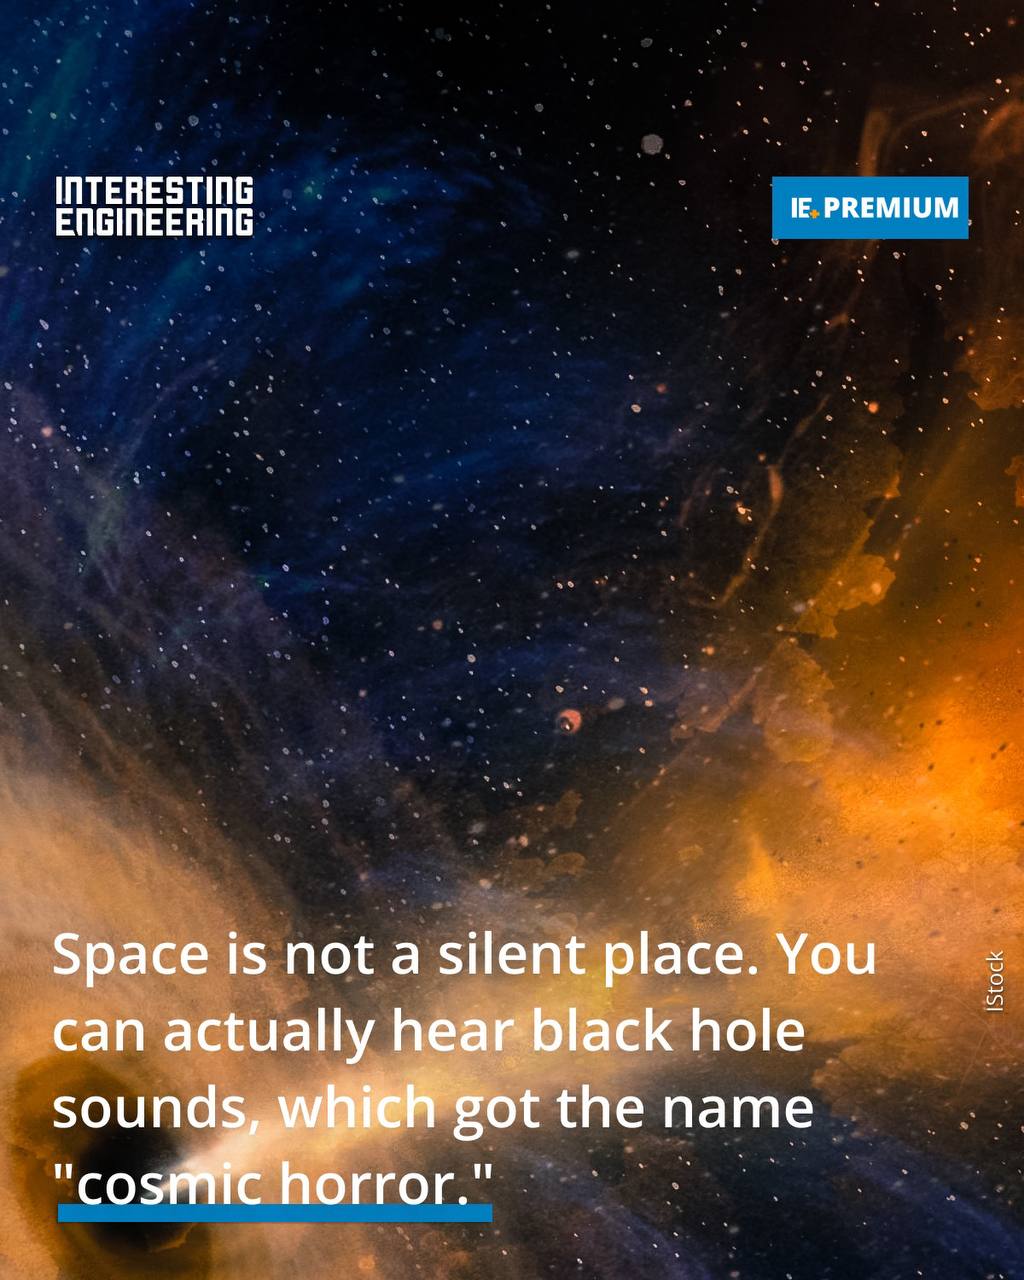 INTERESTING
ENGINEERING
IE+ PREMIUM
Space is not a silent place. You
can actually hear black hole
sounds, which got the name
"cosmic horror."
IStock